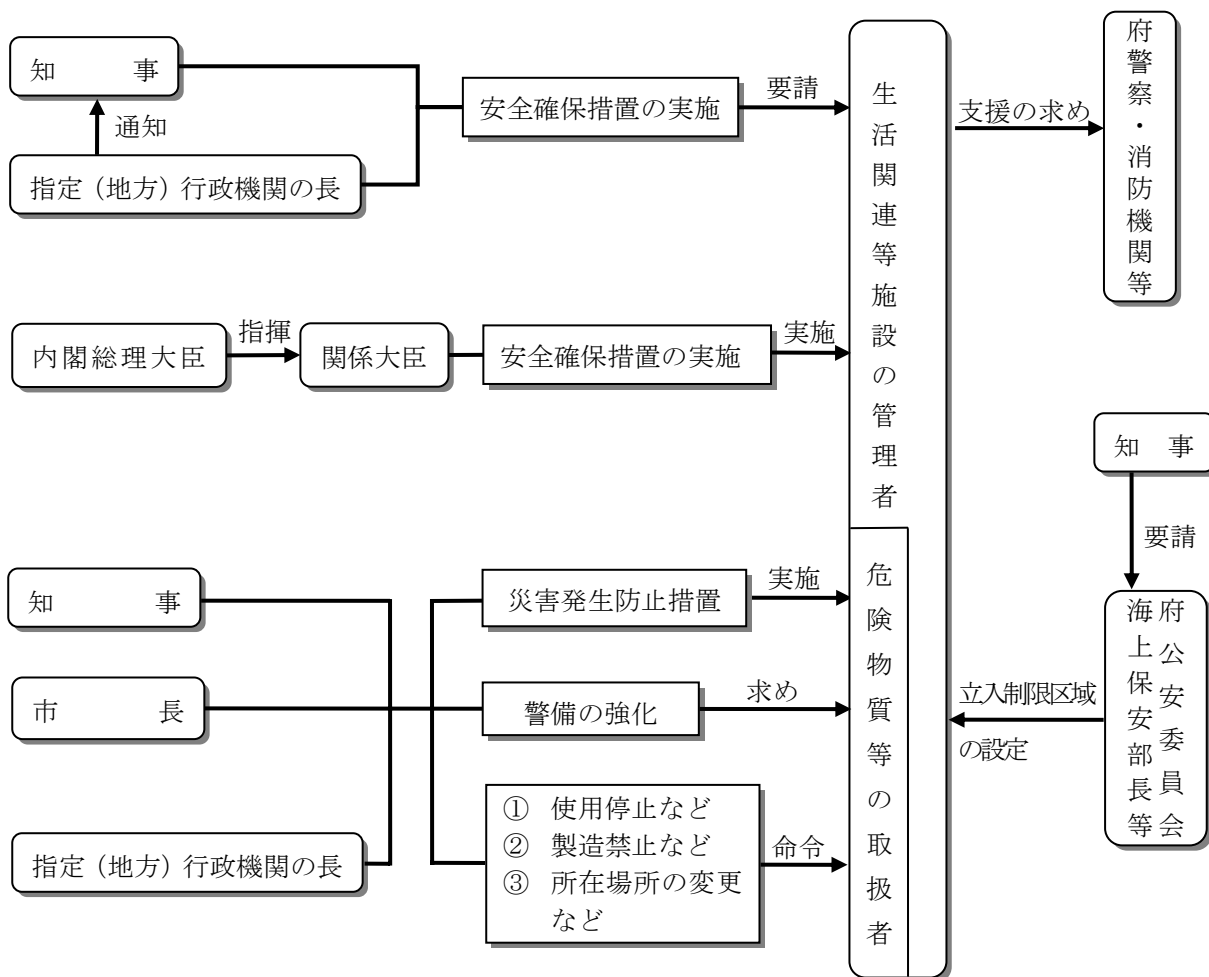 知　　　事
通知
指定（地方）行政機関の長
安全確保措置の実施
要請
内閣総理大臣
指揮
関係大臣
安全確保措置の実施
実施
知　　　事
市　　　長
指定（地方）行政機関の長
災害発生防止措置
実施
警備の強化
求め
①　使用停止など
②　製造禁止など
③　所在場所の変更
など
命令
生活関連等施設の管理者
危険物質等の取扱者
支援の求め
府警察・消防機関等
知　事
要請
府公安委員会
海上保安部長等
立入制限区域
の設定